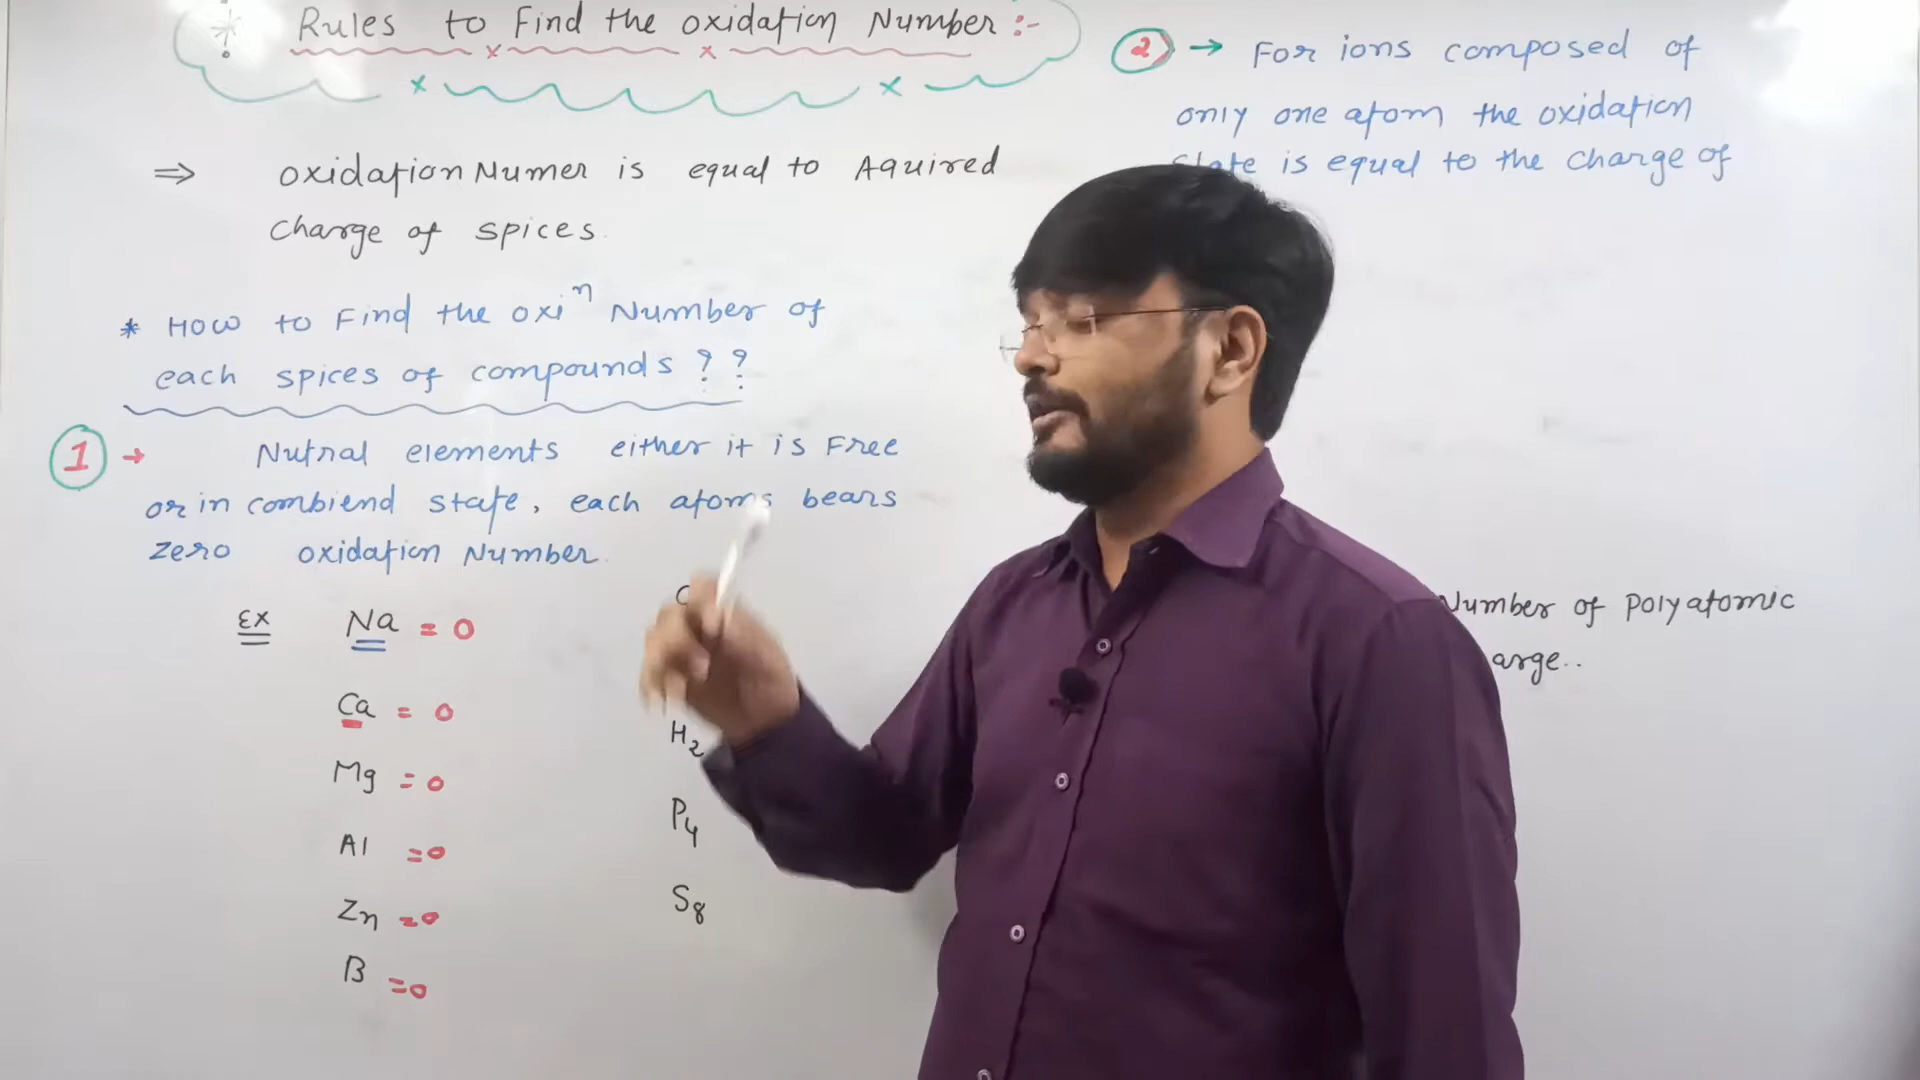 Rules to Find the oxidation Number :-
⇒ oxidation Numer is equal to Aquired
charge of spices.
* How to Find the oxiⁿ Number of
each spices of compounds ??
1 → Nutral elements either it is Free
or in combiend state, each atoms bears
zero oxidation Number.
Ex Na = 0
Ca = 0
Mg = 0
Al = 0
Zn = 0
B = 0
H2
P4
S8
2 → For ions composed of
only one atom the oxidation
state is equal to the charge of
Number of polyatomic